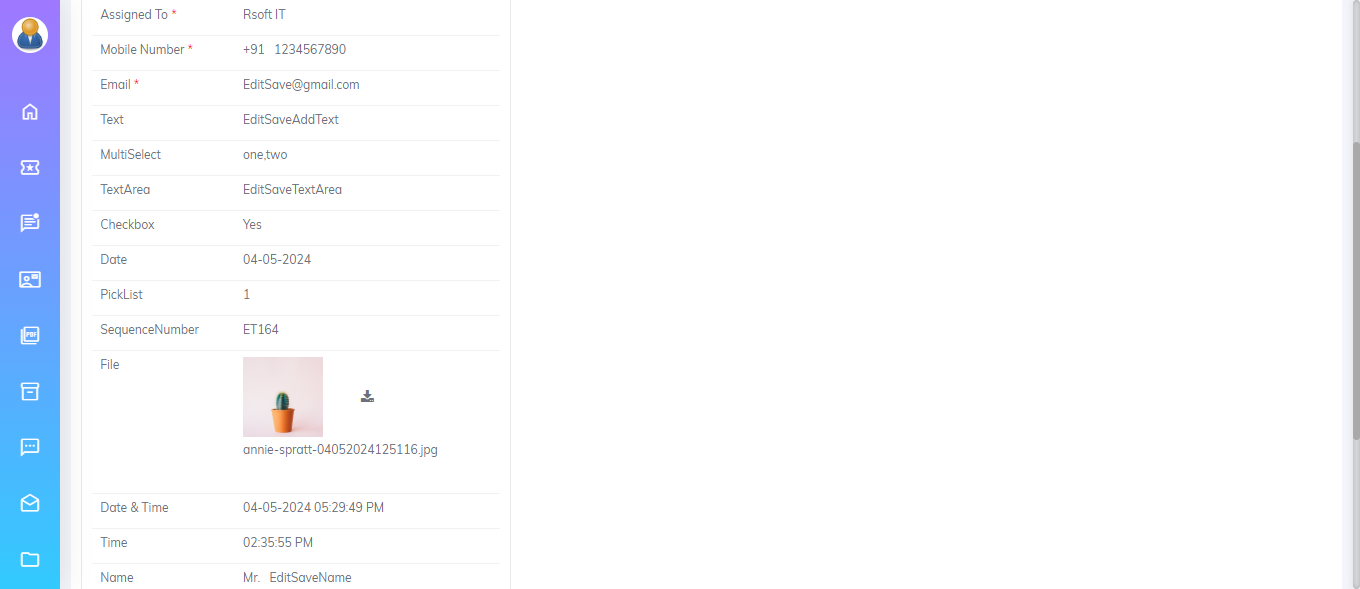 Assigned To * Rsoft IT
Mobile Number * +91 1234567890
Email * EditSave@gmail.com
Text EditSaveAddText
MultiSelect one,two
TextArea EditSaveTextArea
Checkbox Yes
Date 04-05-2024
PickList 1
SequenceNumber ET164
File
annie-spratt-04052024125116.jpg
Date & Time 04-05-2024 05:29:49 PM
Time 02:35:55 PM
Name Mr. EditSaveName
PDF